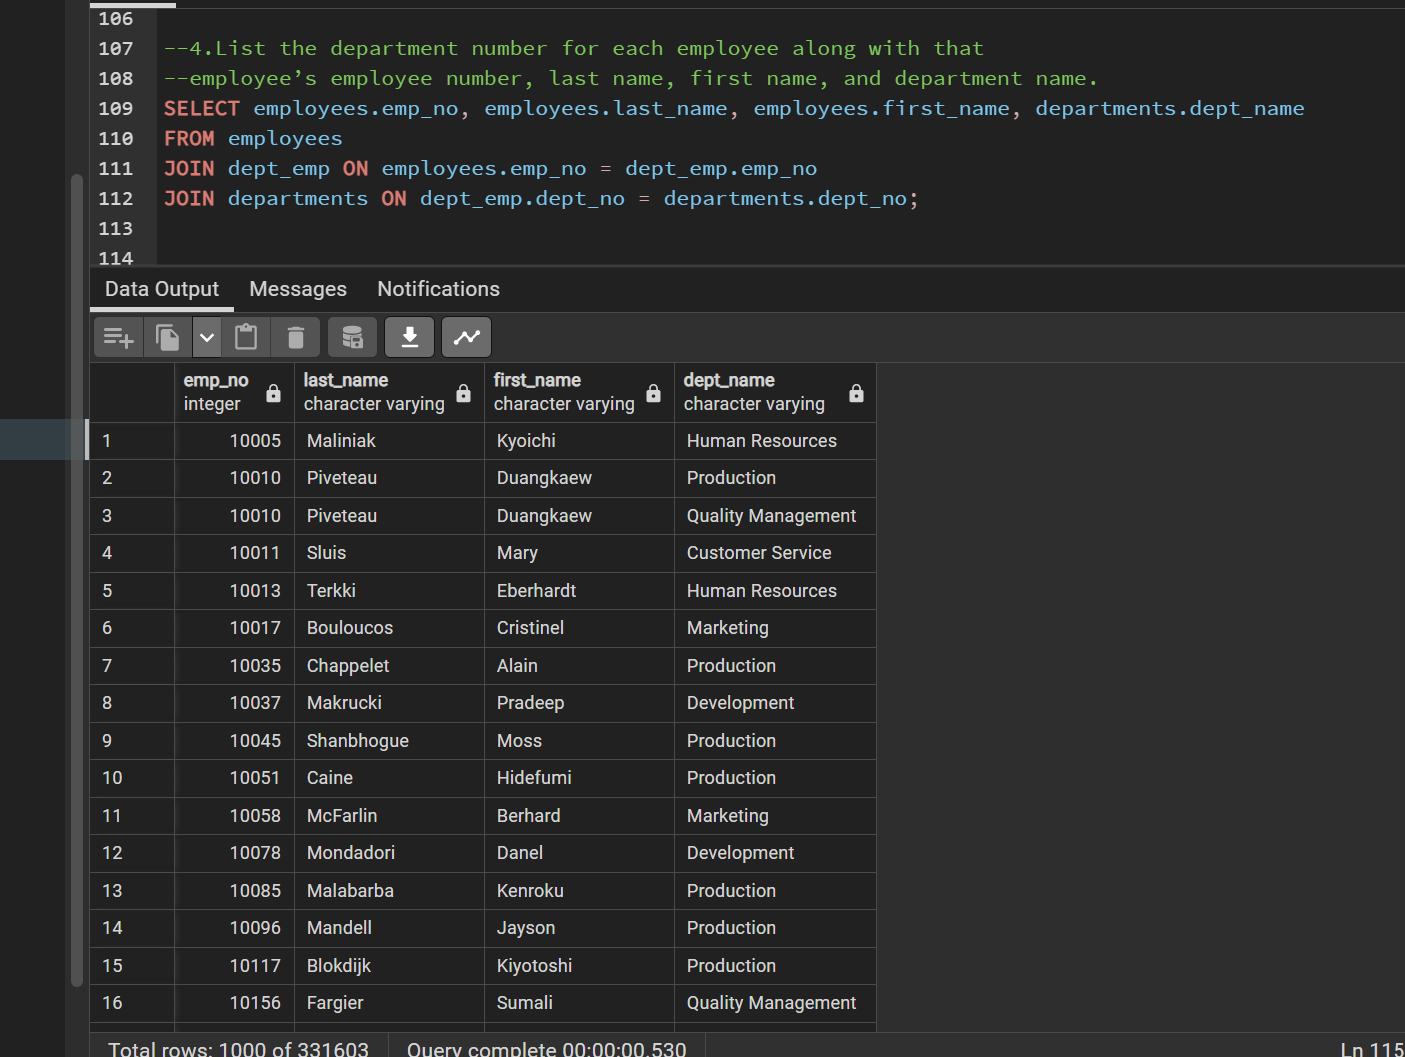 106
107 --4.List the department number for each employee along with that
108 --employee’s employee number, last name, first name, and department name.
109 SELECT employees.emp_no, employees.last_name, employees.first_name, departments.dept_name
110 FROM employees
111 JOIN dept_emp ON employees.emp_no = dept_emp.emp_no
112 JOIN departments ON dept_emp.dept_no = departments.dept_no;
113
114
Data Output Messages Notifications
emp_no last_name first_name dept_name
integer character varying character varying character varying
1 10005 Maliniak Kyoichi Human Resources
2 10010 Piveteau Duangkaew Production
3 10010 Piveteau Duangkaew Quality Management
4 10011 Sluis Mary Customer Service
5 10013 Terkki Eberhardt Human Resources
6 10017 Bouloucos Cristinel Marketing
7 10035 Chappelet Alain Production
8 10037 Makrucki Pradeep Development
9 10045 Shanbhogue Moss Production
10 10051 Caine Hidefumi Production
11 10058 McFarlin Berhard Marketing
12 10078 Mondadori Danel Development
13 10085 Malabarba Kenroku Production
14 10096 Mandell Jayson Production
15 10117 Blokdijk Kiyotoshi Production
16 10156 Fargier Sumali Quality Management
Total rows: 1000 of 331603 Query complete 00:00:00.530 Ln 115